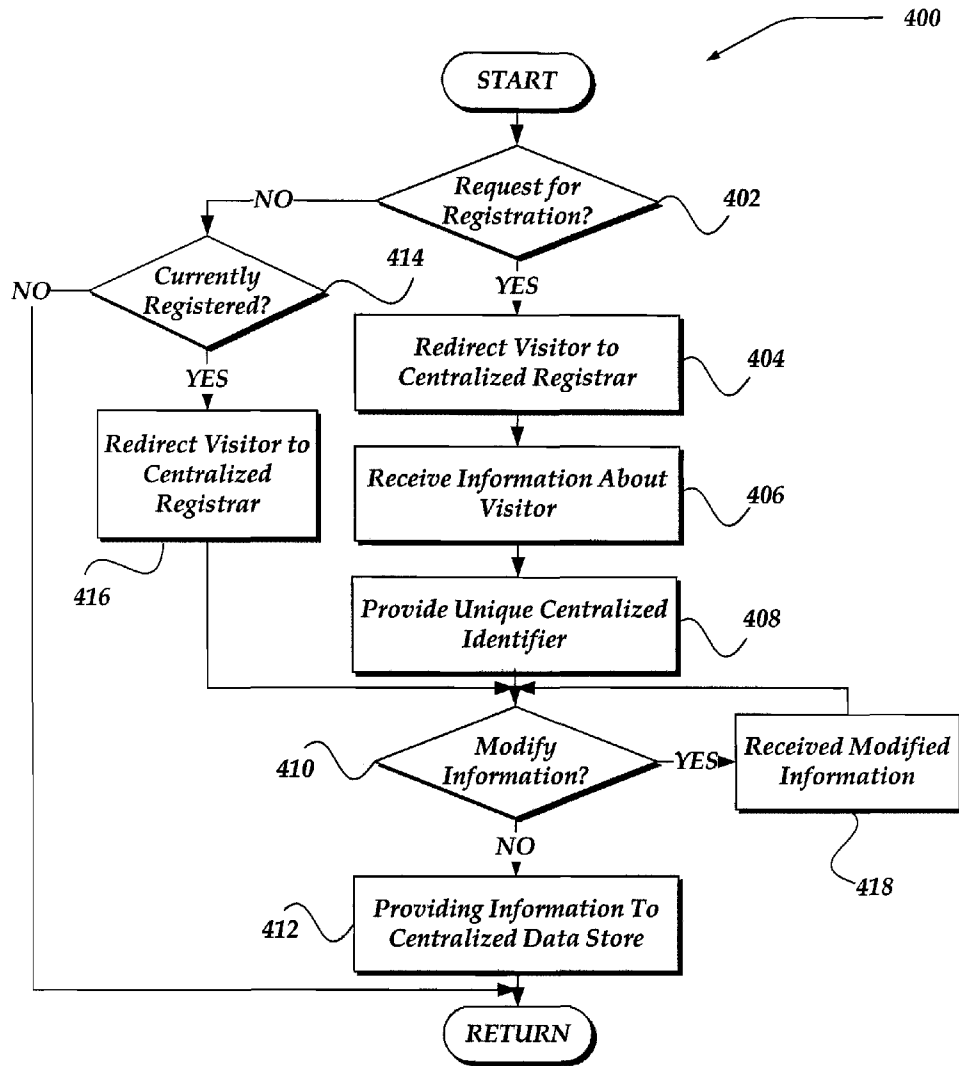 400
START
Request for
Registration?
402
NO
YES
Currently
Registered?
414
NO
YES
Redirect Visitor to
Centralized Registrar
404
Redirect Visitor to
Centralized
Registrar
416
Receive Information About
Visitor
406
Provide Unique Centralized
Identifier
408
Modify
Information?
410
YES
Received Modified
Information
418
NO
Providing Information To
Centralized Data Store
412
RETURN